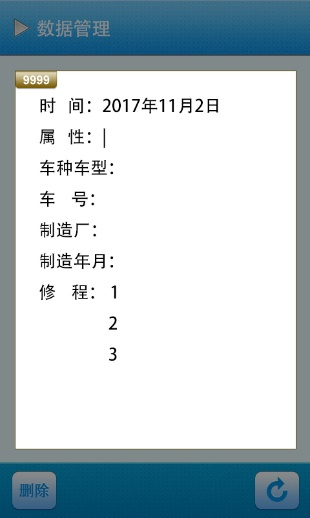 数据管理
9999
时 间：2017年11月2日
属 性：
车种车型：
车 号：
制造厂：
制造年月：
修 程： 1
2
3
删除